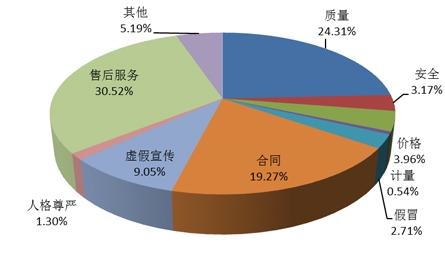 其他
5.19%
质量
24.31%
安全
3.17%
售后服务
30.52%
价格
3.96%
计量
0.54%
假冒
2.71%
合同
19.27%
虚假宣传
9.05%
人格尊严
1.30%